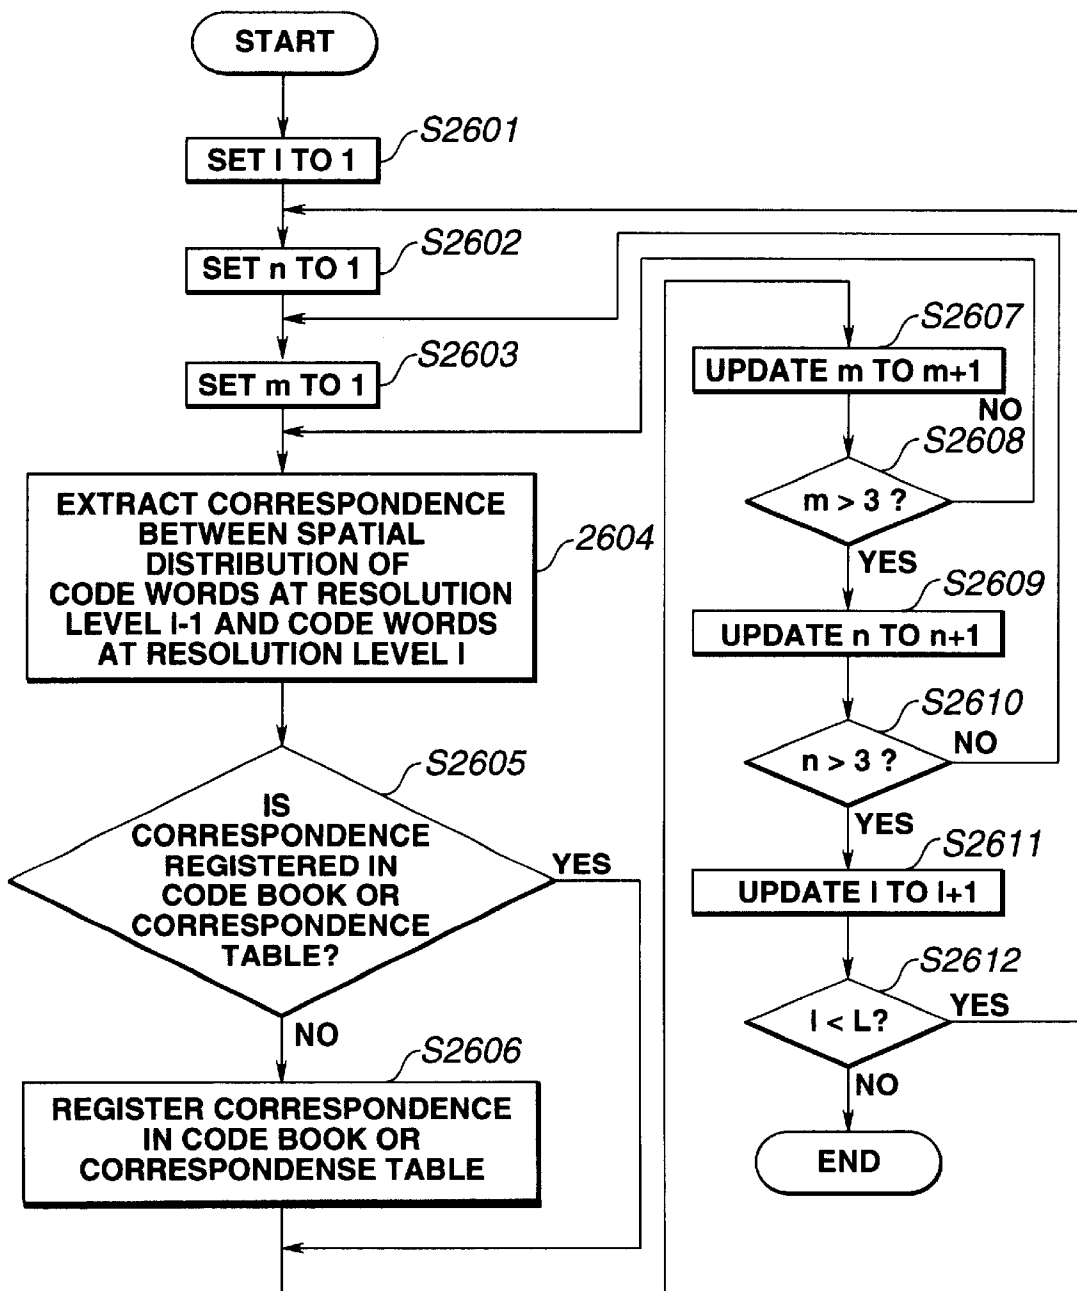 START
S2601
SET l TO 1
S2602
SET n TO 1
S2603
SET m TO 1
EXTRACT CORRESPONDENCE
BETWEEN SPATIAL
DISTRIBUTION OF
CODE WORDS AT RESOLUTION
LEVEL l-1 AND CODE WORDS
AT RESOLUTION LEVEL l
2604
S2605
IS
CORRESPONDENCE
REGISTERED IN
CODE BOOK OR
CORRESPONDENCE
TABLE?
YES
NO
S2606
REGISTER CORRESPONDENCE
IN CODE BOOK OR
CORRESPONDENSE TABLE
S2607
UPDATE m TO m+1
NO
S2608
m > 3 ?
YES
S2609
UPDATE n TO n+1
S2610
n > 3 ?
NO
YES
S2611
UPDATE l TO l+1
S2612
l < L?
YES
NO
END